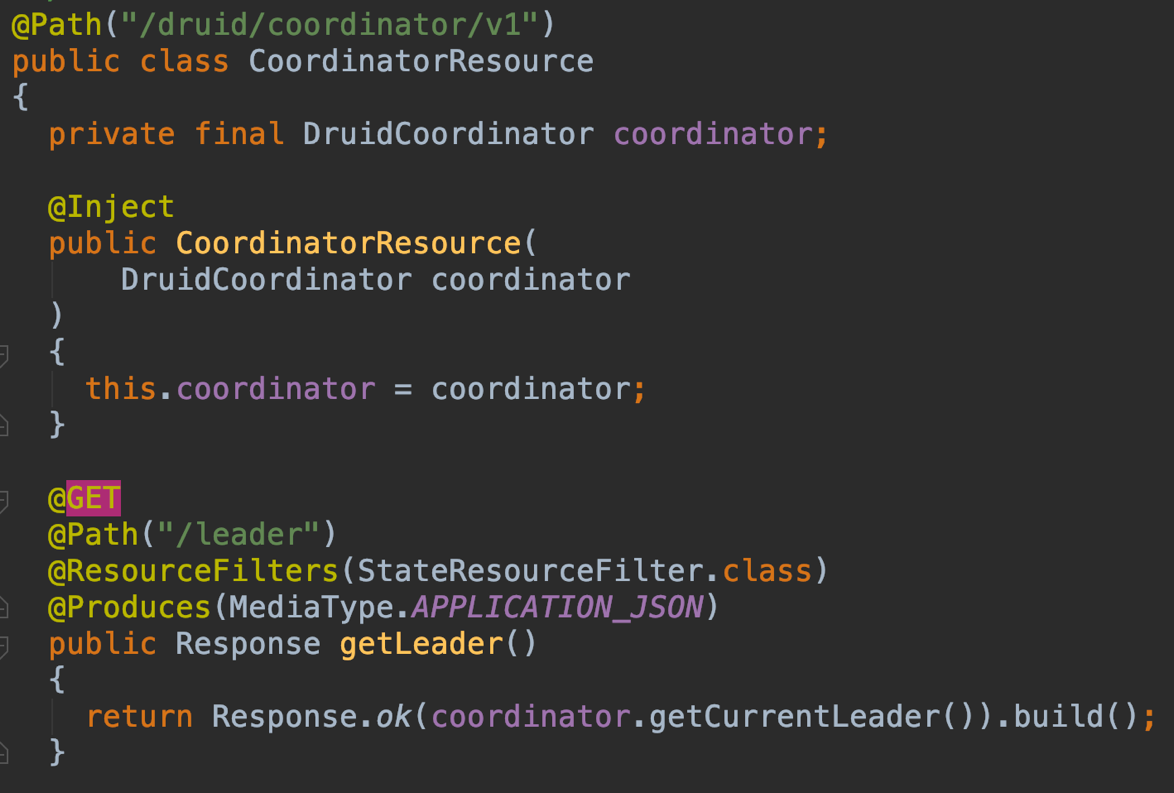 @Path("/druid/coordinator/v1")
public class CoordinatorResource
{
  private final DruidCoordinator coordinator;

  @Inject
  public CoordinatorResource(
      DruidCoordinator coordinator
  )
  {
    this.coordinator = coordinator;
  }

  @GET
  @Path("/leader")
  @ResourceFilters(StateResourceFilter.class)
  @Produces(MediaType.APPLICATION_JSON)
  public Response getLeader()
  {
    return Response.ok(coordinator.getCurrentLeader()).build();
  }